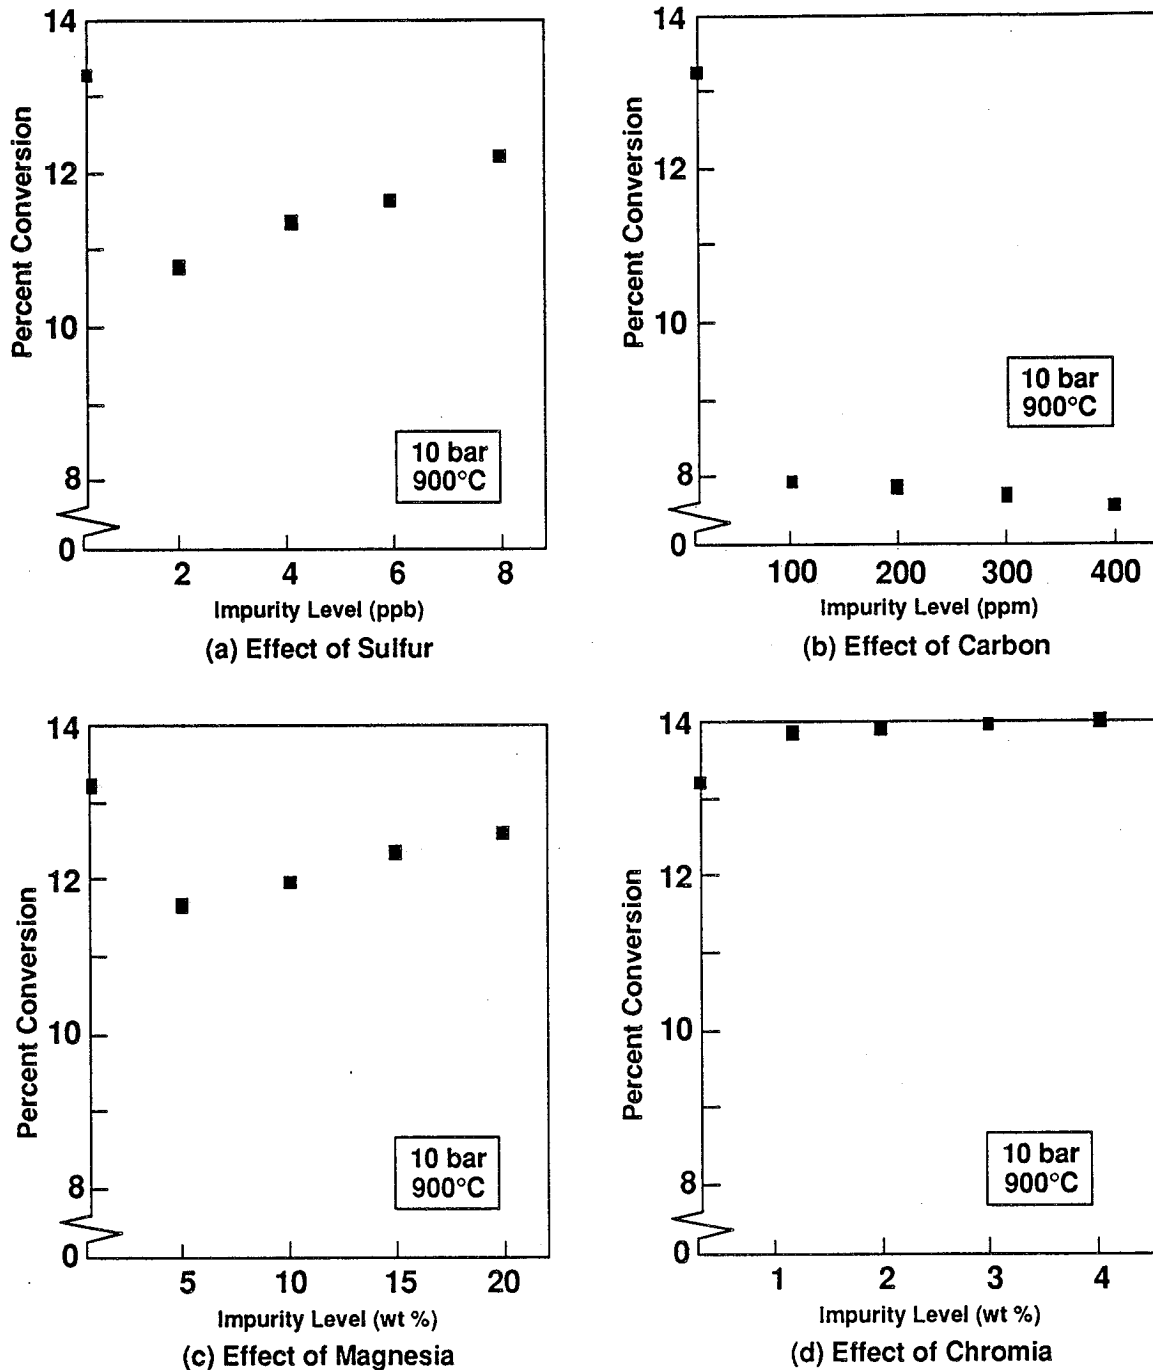 14
12
10
8
0
Percent Conversion
10 bar
900°C
2 4 6 8
Impurity Level (ppb)
(a) Effect of Sulfur
14
12
10
8
0
Percent Conversion
10 bar
900°C
100 200 300 400
Impurity Level (ppm)
(b) Effect of Carbon
14
12
10
8
0
Percent Conversion
10 bar
900°C
5 10 15 20
Impurity Level (wt %)
(c) Effect of Magnesia
14
12
10
8
0
Percent Conversion
10 bar
900°C
1 2 3 4
Impurity Level (wt %)
(d) Effect of Chromia